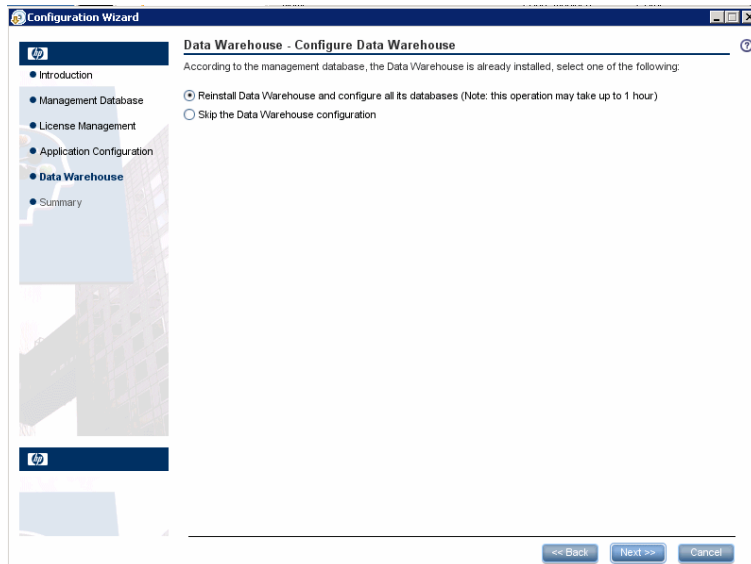 Configuration Wizard
hp
Introduction
Management Database
License Management
Application Configuration
Data Warehouse
Summary
hp
Data Warehouse - Configure Data Warehouse
According to the management database, the Data Warehouse is already installed, select one of the following:
Reinstall Data Warehouse and configure all its databases (Note: this operation may take up to 1 hour)
Skip the Data Warehouse configuration
<< Back Next >> Cancel